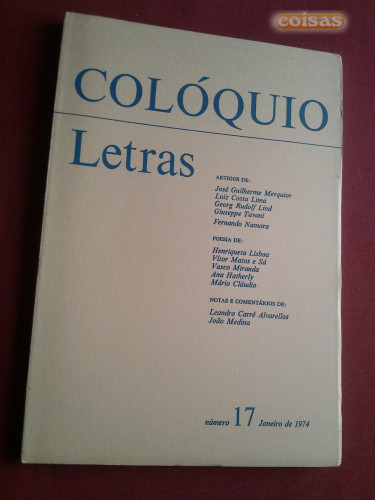 coisas
COLÓQUIO
Letras
ARTIGOS DE:
José Guilherme Merquior
Luiz Costa Lima
Georg Rudolf Lind
Giuseppe Tavani
Fernando Namora
POESIA DE:
Henriqueta Lisboa
Vítor Matos e Sá
Vasco Miranda
Ana Hatherly
Mário Cláudio
NOTAS E COMENTÁRIOS DE:
Leandro Carré Alvarellos
João Medina
número 17 Janeiro de 1974